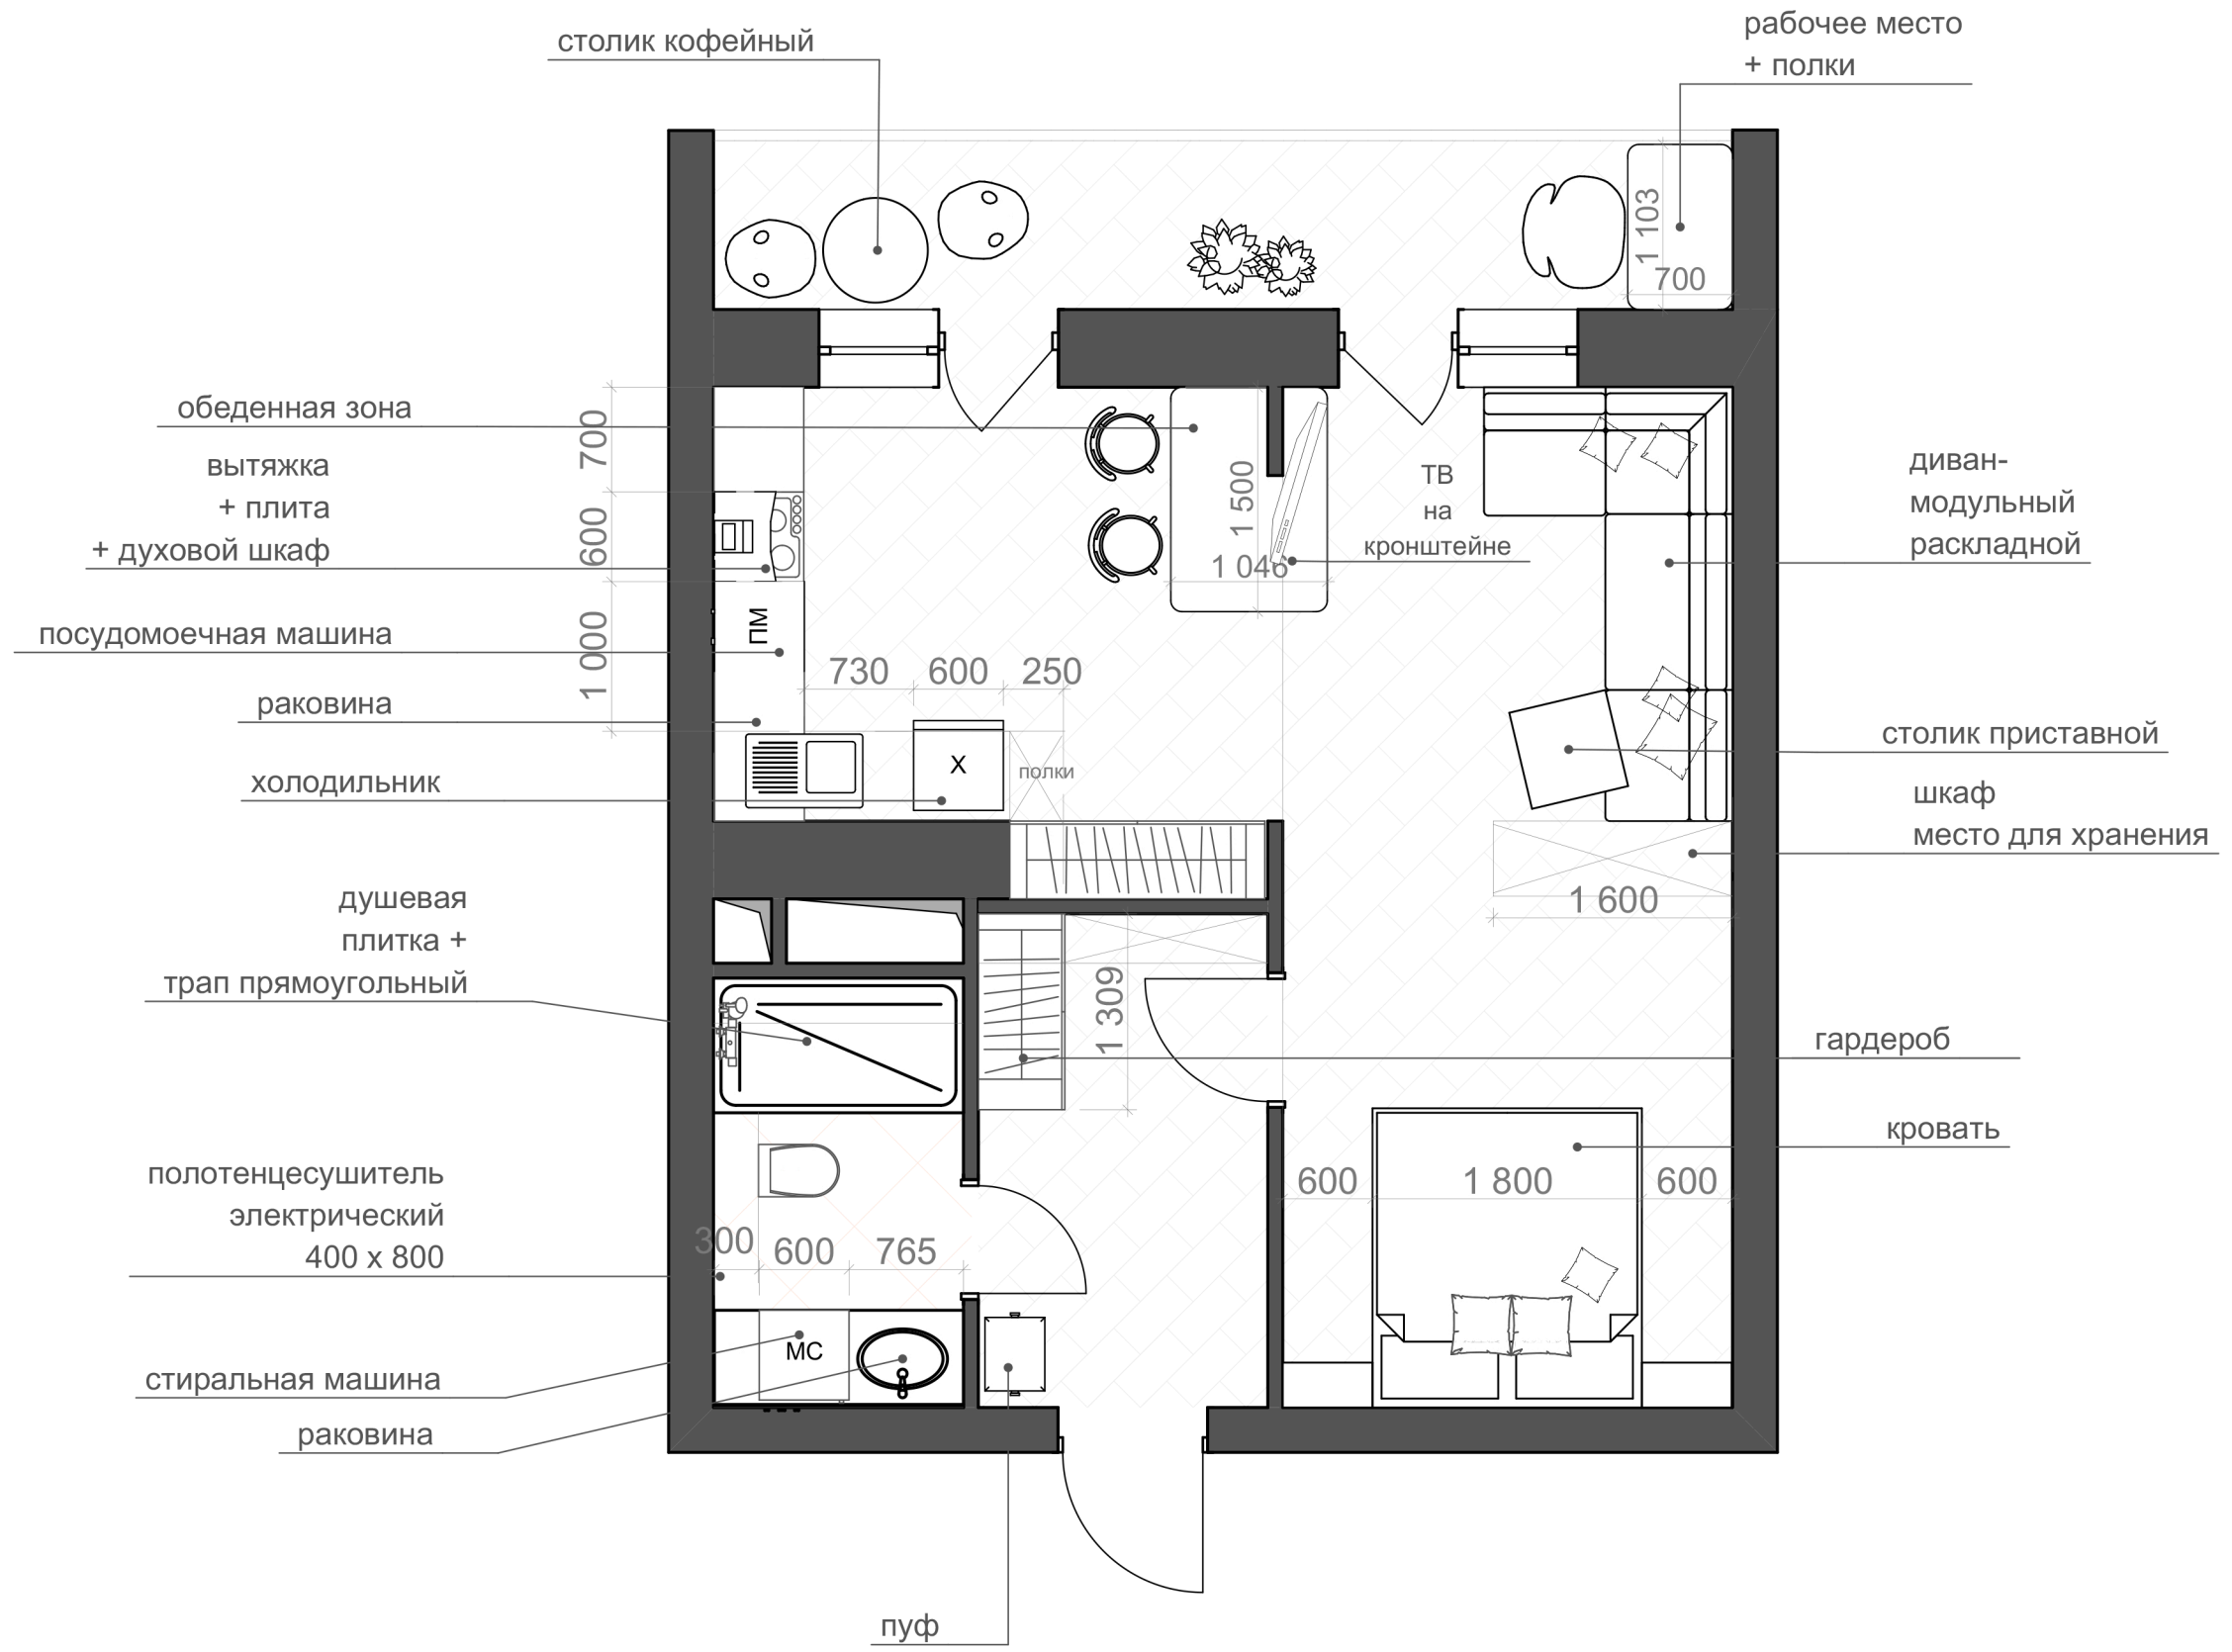 столик кофейный
рабочее место
+ полки
1 103
700
обеденная зона
вытяжка
+ плита
+ духовой шкаф
посудомоечная машина
раковина
холодильник
700
600
1 000
ПМ
730
600
250
Х
полки
1 500
1 046
ТВ
на
кронштейне
диван-
модульный
раскладной
столик приставной
шкаф
место для хранения
1 600
душевая
плитка +
трап прямоугольный
1 309
гардероб
кровать
600
1 800
600
полотенцесушитель
электрический
400 х 800
300
600
765
МС
стиральная машина
раковина
пуф